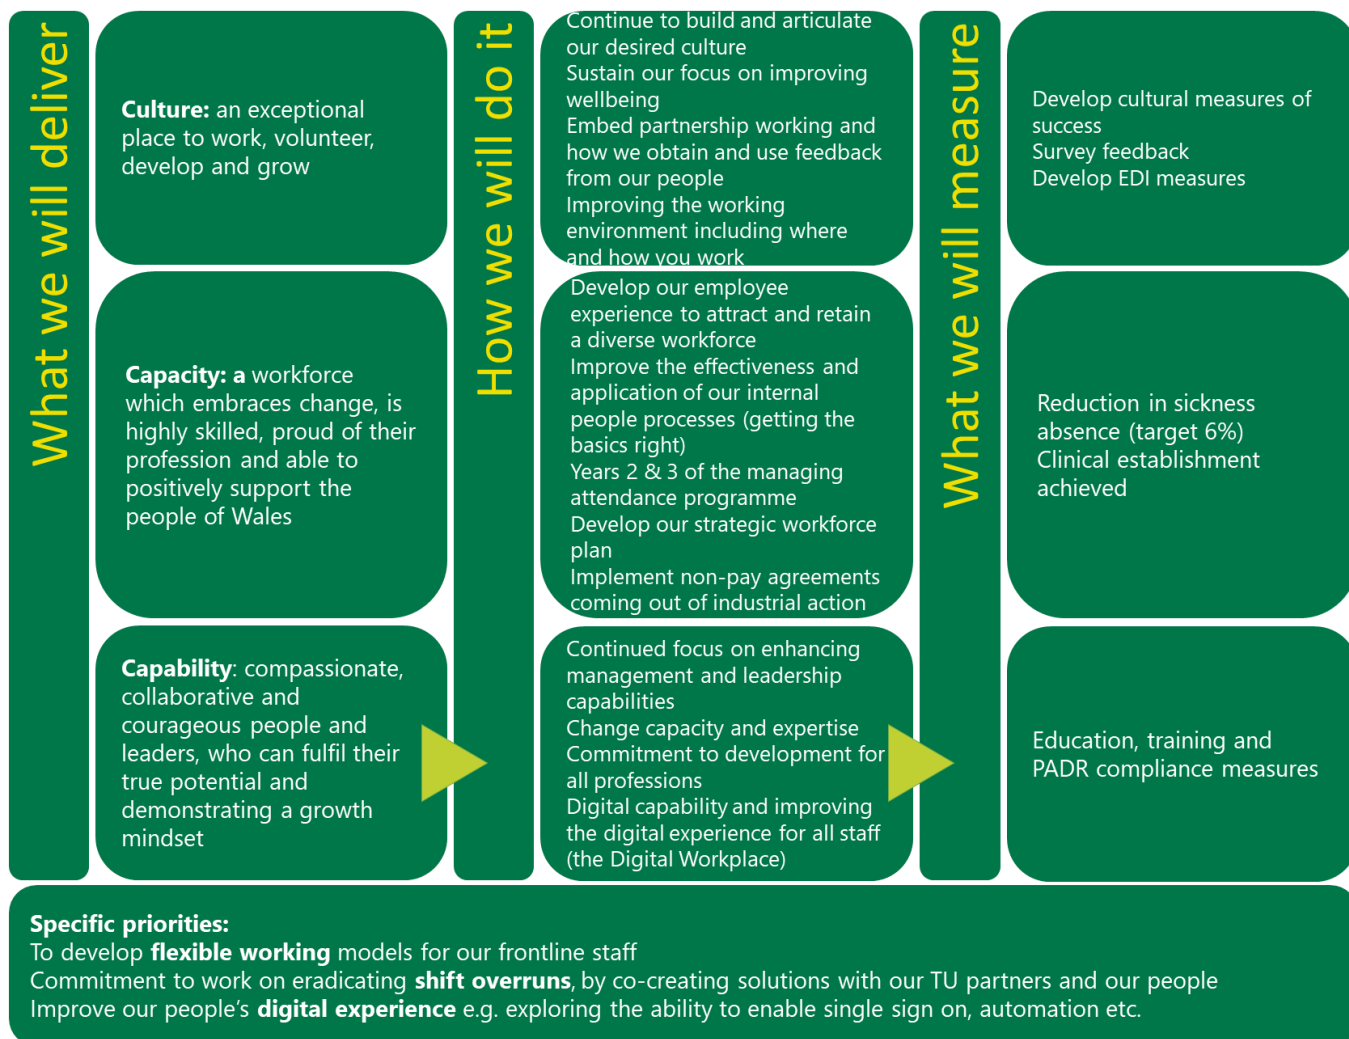 What we will deliver
Culture: an exceptional
place to work, volunteer,
develop and grow
Capacity: a workforce
which embraces change, is
highly skilled, proud of their
profession and able to
positively support the
people of Wales
Capability: compassionate,
collaborative and
courageous people and
leaders, who can fulfil their
true potential and
demonstrating a growth
mindset
How we will do it
Continue to build and articulate
our desired culture
Sustain our focus on improving
wellbeing
Embed partnership working and
how we obtain and use feedback
from our people
Improving the working
environment including where
and how you work
Develop our employee
experience to attract and retain
a diverse workforce
Improve the effectiveness and
application of our internal
people processes (getting the
basics right)
Years 2 & 3 of the managing
attendance programme
Develop our strategic workforce
plan
Implement non-pay agreements
coming out of industrial action
Continued focus on enhancing
management and leadership
capabilities
Change capacity and expertise
Commitment to development for
all professions
Digital capability and improving
the digital experience for all staff
(the Digital Workplace)
What we will measure
Develop cultural measures of
success
Survey feedback
Develop EDI measures
Reduction in sickness
absence (target 6%)
Clinical establishment
achieved
Education, training and
PADR compliance measures
Specific priorities:
To develop flexible working models for our frontline staff
Commitment to work on eradicating shift overruns, by co-creating solutions with our TU partners and our people
Improve our people’s digital experience e.g. exploring the ability to enable single sign on, automation etc.